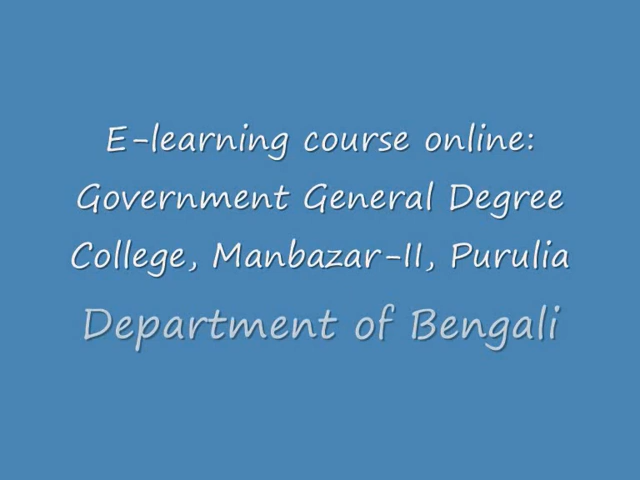 E-learning course online:
Government General Degree
College, Manbazar-II, Purulia
Department of Bengali